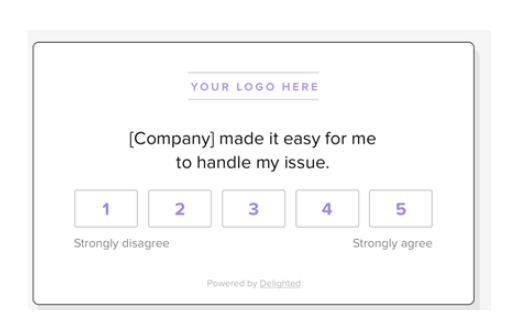 YOUR LOGO HERE
[Company] made it easy for me
to handle my issue.
1 2 3 4 5
Strongly disagree Strongly agree
Powered by Delighted